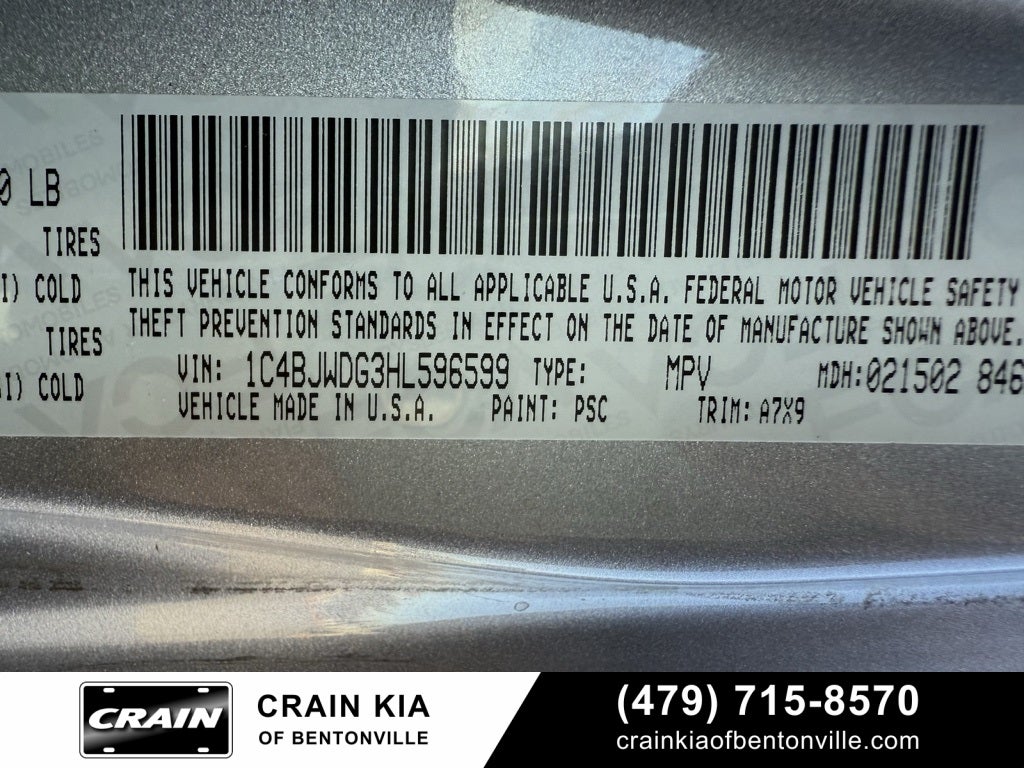 0 LB
TIRES
I) COLD
TIRES
SI) COLD
THIS VEHICLE CONFORMS TO ALL APPLICABLE U.S.A. FEDERAL MOTOR VEHICLE SAFETY
THEFT PREVENTION STANDARDS IN EFFECT ON THE DATE OF MANUFACTURE SHOWN ABOVE.
VIN: 1C4BJWDG3HL596599 TYPE: MPV MDH:021502 846
VEHICLE MADE IN U.S.A. PAINT: PSC TRIM: A7X9
CRAIN
CRAIN KIA
OF BENTONVILLE
(479) 715-8570
crainkiaofbentonville.com